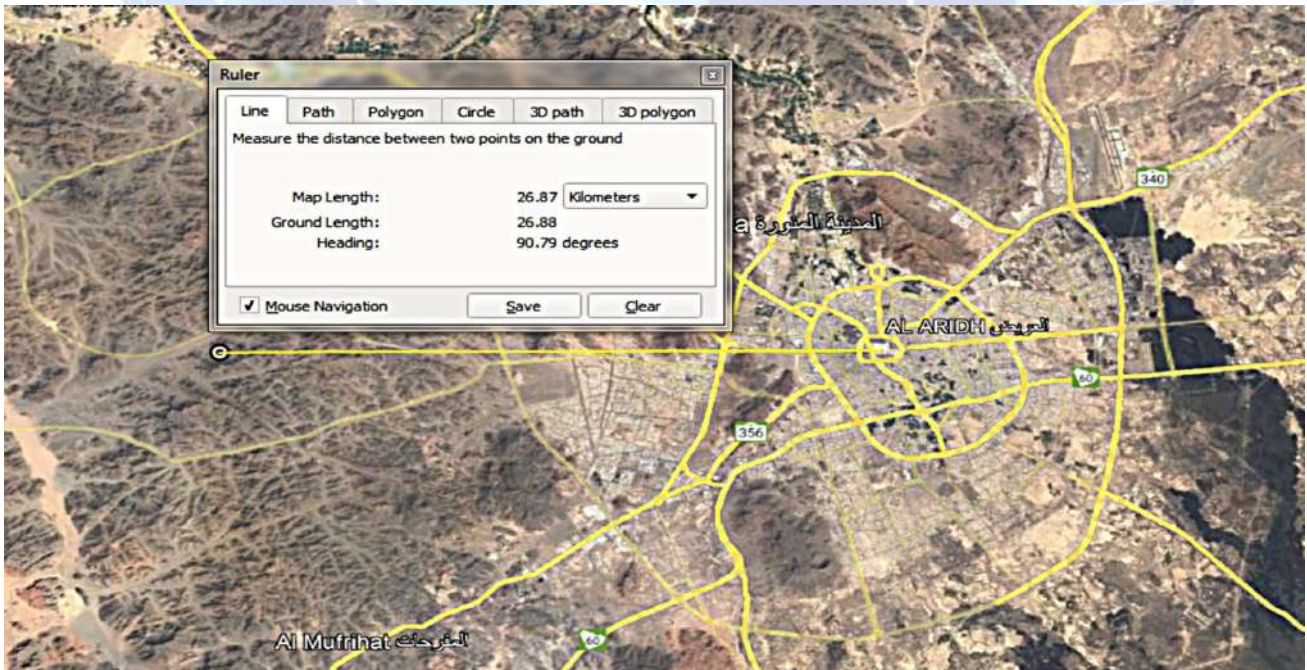 Ruler
Line Path Polygon Circle 3D path 3D polygon
Measure the distance between two points on the ground
Map Length: 26.87 Kilometers
Ground Length: 26.88
Heading: 90.79 degrees
Mouse Navigation Save Clear
340
a المدينة المنورة
AL ARIDH العريض
60
356
Al Mufrihat المفرحات
60